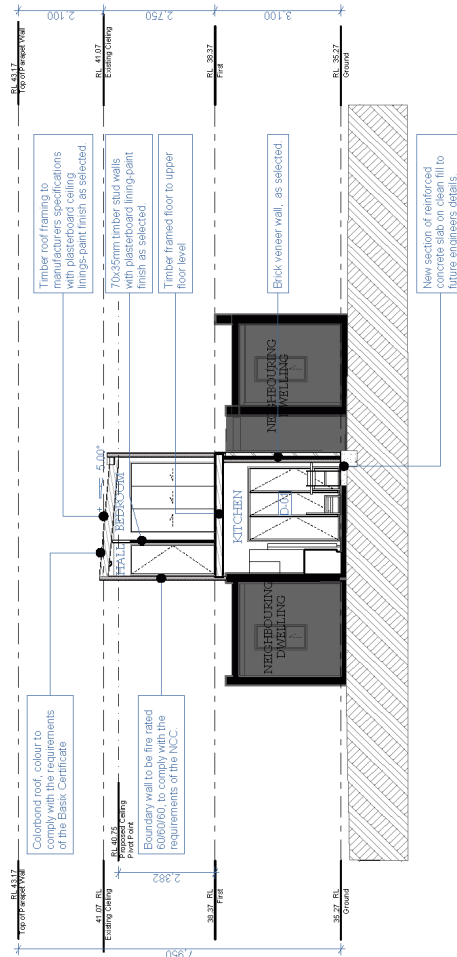 RL 43.17
Top of Parapet Wall
41.07 RL
Existing Cieling
RL 40.75
Proposed Ceiling
Pivot Point
38.37 RL
First
35.27 RL
Ground
7,950
2,382
Colorbond roof, colour to
comply with the requirements
of the Basix Certificate
Boundary wall to be fire rated
60/60/60, to comply with the
requirements of the NCC.
Timber roof framing to
manufacturers specifications
with plasterboard ceiling
linings-paint finish as selected.
70x35mm timber stud walls
with plasterboard lining-paint
finish as selected
Timber framed floor to upper
floor level
Brick veneer wall, as selected.
New section of reinforced
concrete slab on clean fill to
future engineers details.
5.00°
HALL
BEDROOM
KITCHEN
D-01
NEIGHBOURING
DWELLING
NEIGHBOURING
DWELLING
RL 43.17
Top of Parapet Wall
RL 41.07
Existing Cieling
RL 38.37
First
RL 35.27
Ground
2,100
2,750
3,100